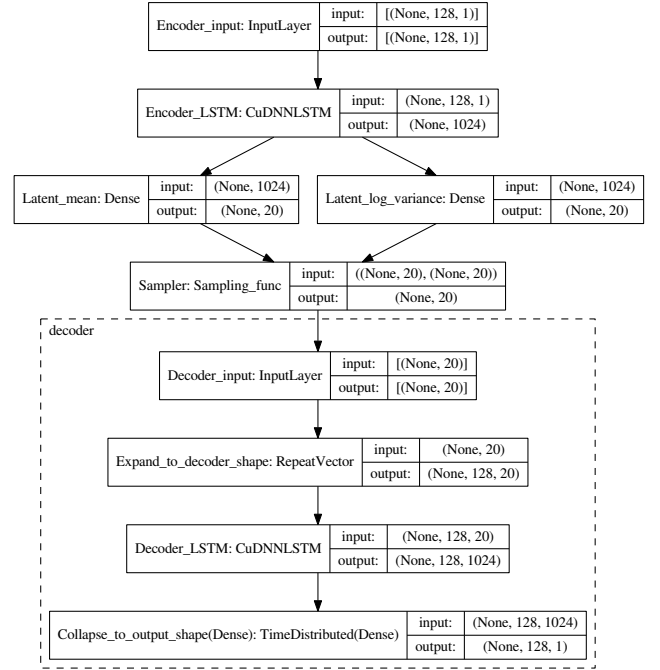 Encoder_input: InputLayer
input: [(None, 128, 1)]
output: [(None, 128, 1)]
Encoder_LSTM: CuDNNLSTM
input: (None, 128, 1)
output: (None, 1024)
Latent_mean: Dense
input: (None, 1024)
output: (None, 20)
Latent_log_variance: Dense
input: (None, 1024)
output: (None, 20)
Sampler: Sampling_func
input: ((None, 20), (None, 20))
output: (None, 20)
decoder
Decoder_input: InputLayer
input: [(None, 20)]
output: [(None, 20)]
Expand_to_decoder_shape: RepeatVector
input: (None, 20)
output: (None, 128, 20)
Decoder_LSTM: CuDNNLSTM
input: (None, 128, 20)
output: (None, 128, 1024)
Collapse_to_output_shape(Dense): TimeDistributed(Dense)
input: (None, 128, 1024)
output: (None, 128, 1)